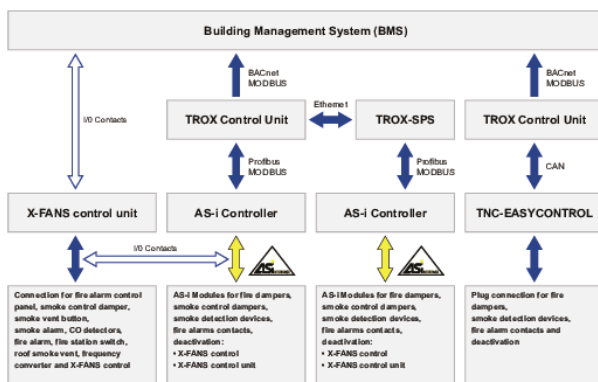 Building Management System (BMS)
BACnet
MODBUS
BACnet
MODBUS
I/0 Contacts
Ethernet
TROX Control Unit
TROX-SPS
TROX Control Unit
Profibus
MODBUS
Profibus
MODBUS
CAN
X-FANS control unit
AS-i Controller
AS-i Controller
TNC-EASYCONTROL
I/0 Contacts
ASi
ASi
Connection for fire alarm control
panel, smoke control damper,
smoke vent button,
smoke alarm, CO detectors,
fire alarm, fire station switch,
roof smoke vent, frequency
converter and X-FANS control
AS-i Modules for fire dampers,
smoke control dampers,
smoke detection devices,
fire alarms contacts,
deactivation:
• X-FANS control
• X-FANS control unit
AS-i Modules for fire dampers,
smoke control dampers,
smoke detection devices,
fire alarms contacts,
deactivation:
• X-FANS control
• X-FANS control unit
Plug connection for fire
dampers,
smoke detection devices,
fire alarm contacts and
deactivation